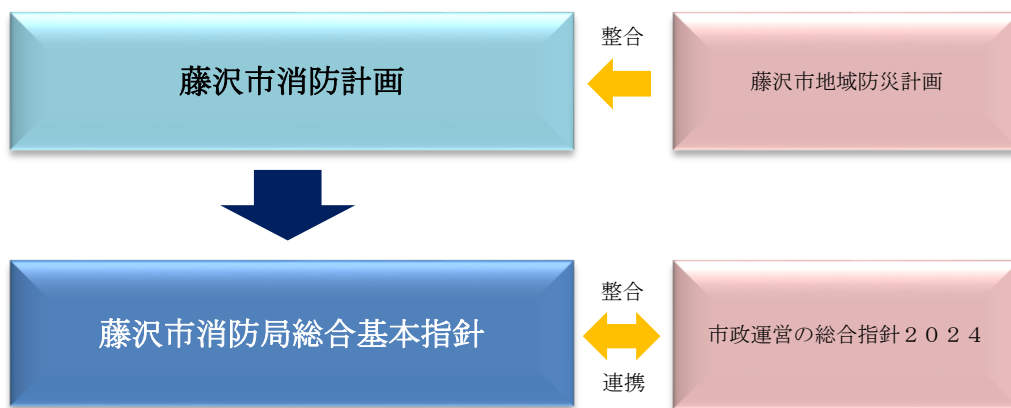 藤沢市消防計画
整合
藤沢市地域防災計画
藤沢市消防局総合基本指針
整合
連携
市政運営の総合指針２０２４